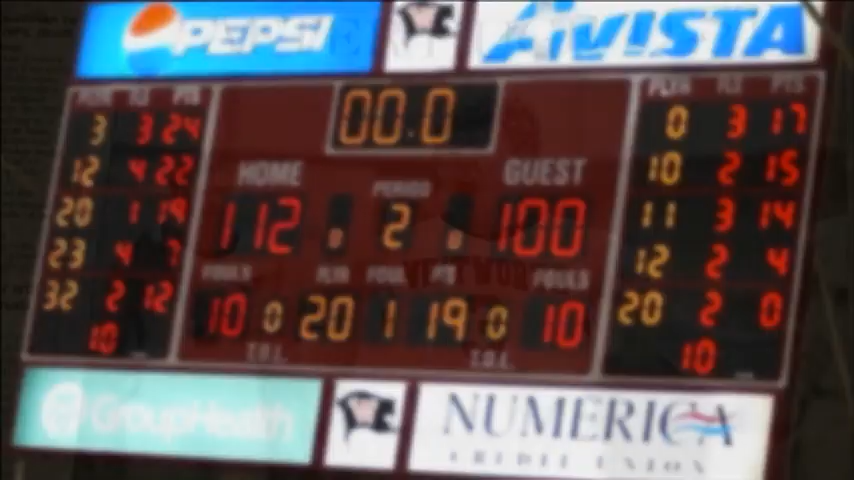 PEPSI AVISTA
PLYR FLS PTS 00.0 PLYR FLS PTS
3 3 24 0 3 17
12 4 22 HOME GUEST 10 2 15
PERIOD
20 1 19 112 2 100 11 3 14
23 4 7 12 2 4
FOULS PLYR FOUL PTS FOULS
32 2 12 10 0 20 1 19 0 10 20 2 0
10 T.O.L. T.O.L. 10
GroupHealth NUMERICA
CREDIT UNION